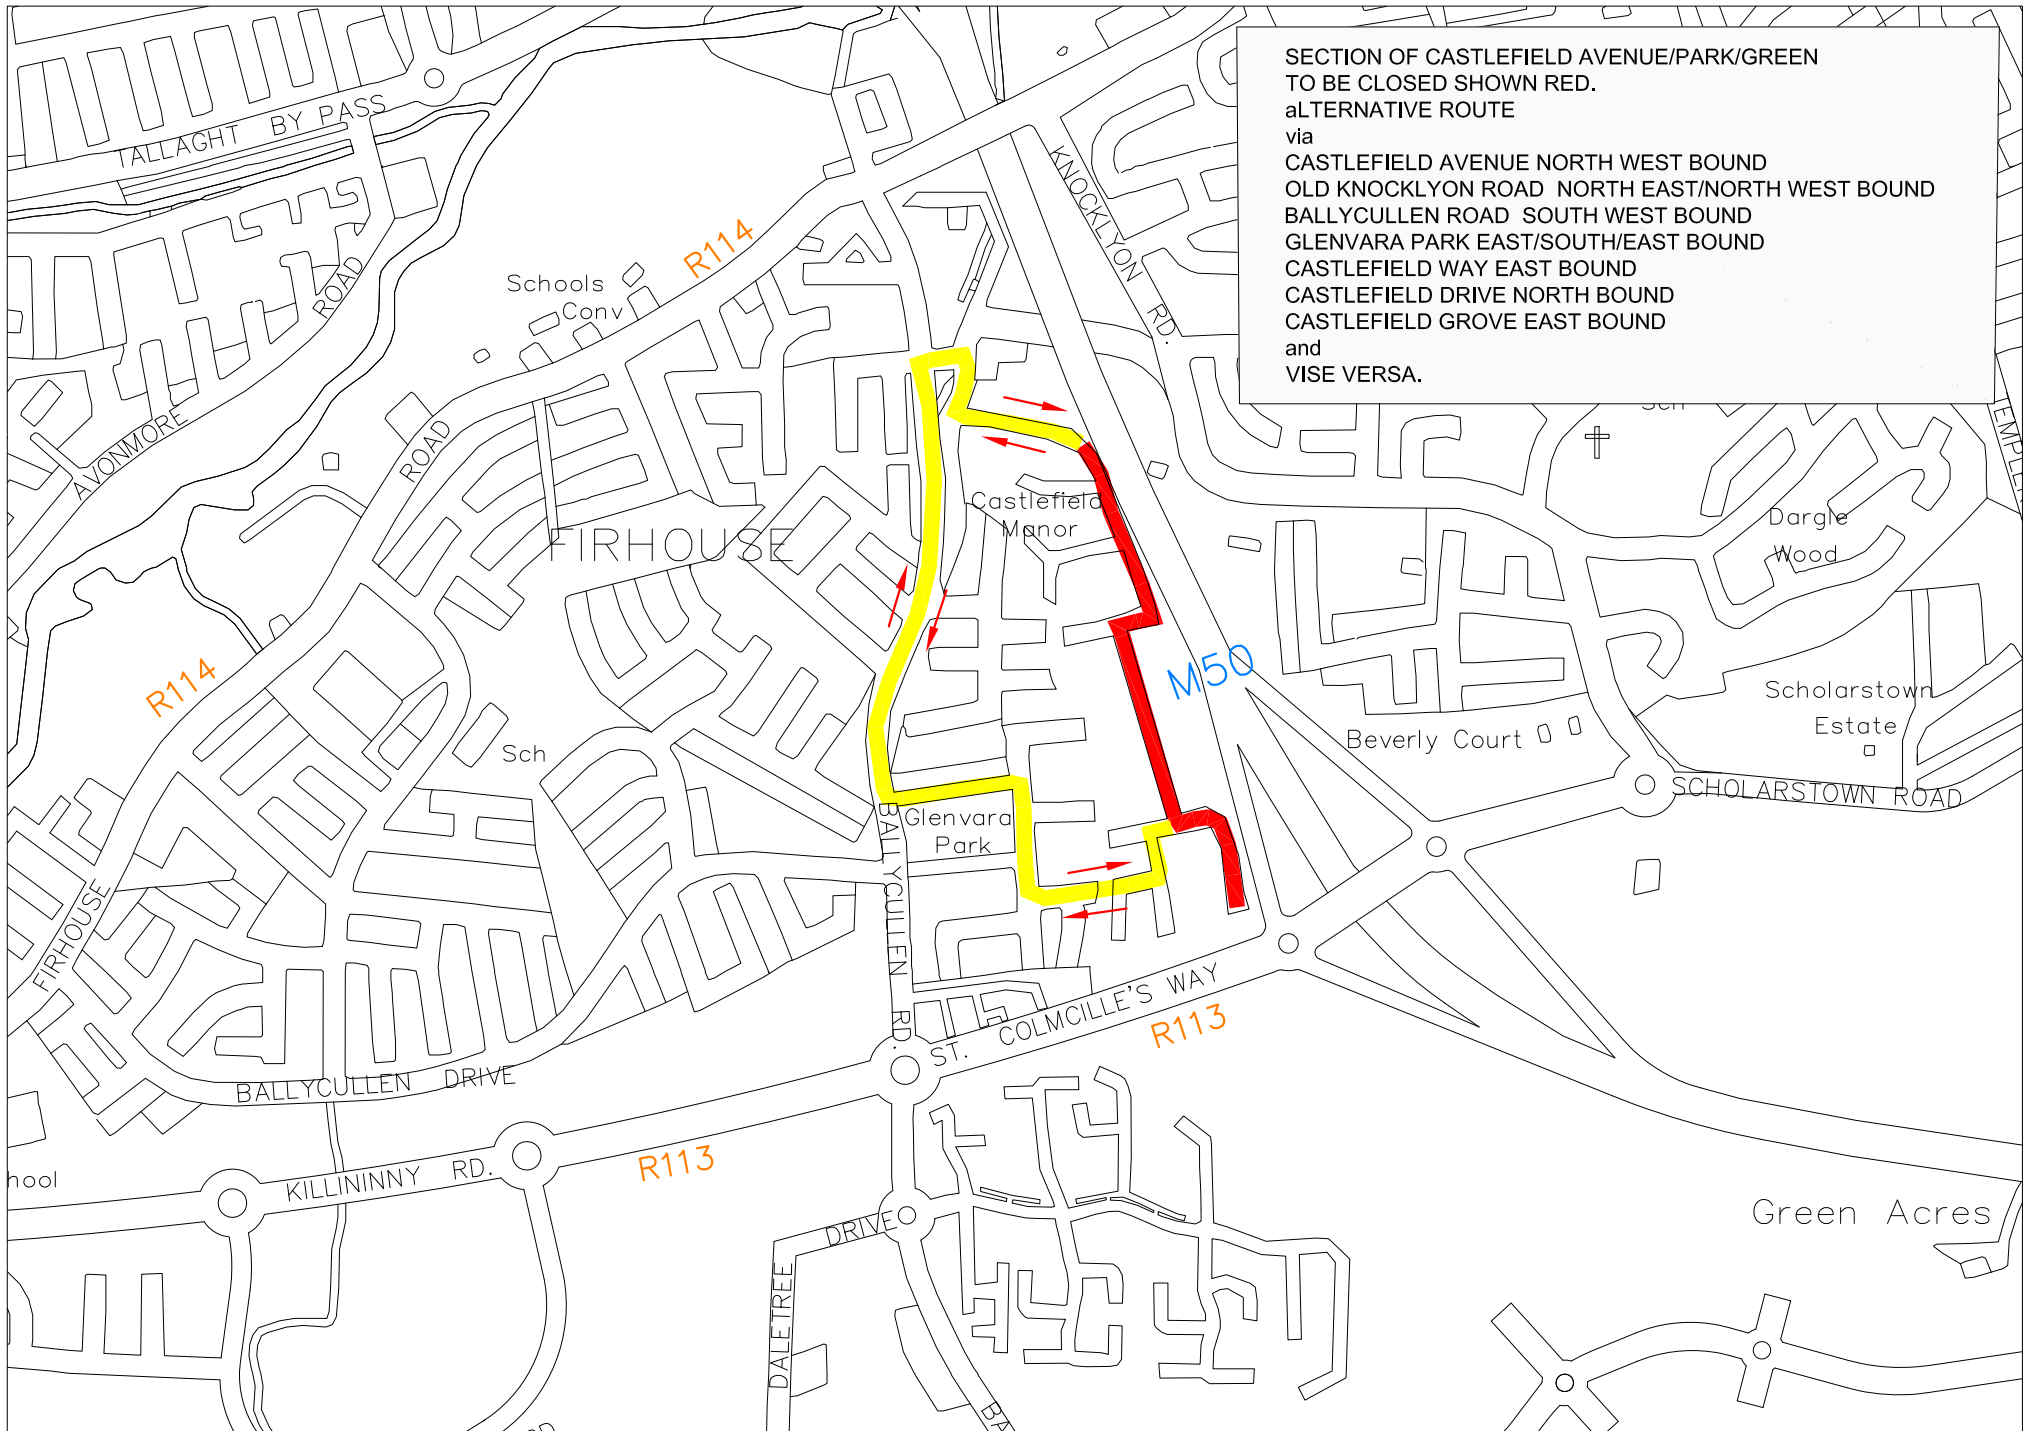 SECTION OF CASTLEFIELD AVENUE/PARK/GREEN
TO BE CLOSED SHOWN RED.
aLTERNATIVE ROUTE
via
CASTLEFIELD AVENUE NORTH WEST BOUND
OLD KNOCKLYON ROAD  NORTH EAST/NORTH WEST BOUND
BALLYCULLEN ROAD  SOUTH WEST BOUND
GLENVARA PARK EAST/SOUTH/EAST BOUND
CASTLEFIELD WAY EAST BOUND
CASTLEFIELD DRIVE NORTH BOUND
CASTLEFIELD GROVE EAST BOUND
and
VISE VERSA.
TALLAGHT BY PASS
KNOCKLYON RD.
R114
Schools
Conv
AVONMORE ROAD
FIRHOUSE ROAD
Castlefield
Manor
FIRHOUSE
Dargle
Wood
R114
M50
Scholarstown
Estate
Beverly Court
Sch
SCHOLARSTOWN ROAD
Glenvara
Park
BALLYCULLEN RD.
ST. COLMCILLE'S WAY
R113
BALLYCULLEN DRIVE
KILLININNY RD.
R113
hool
Green Acres
DALETREE DRIVE
BA